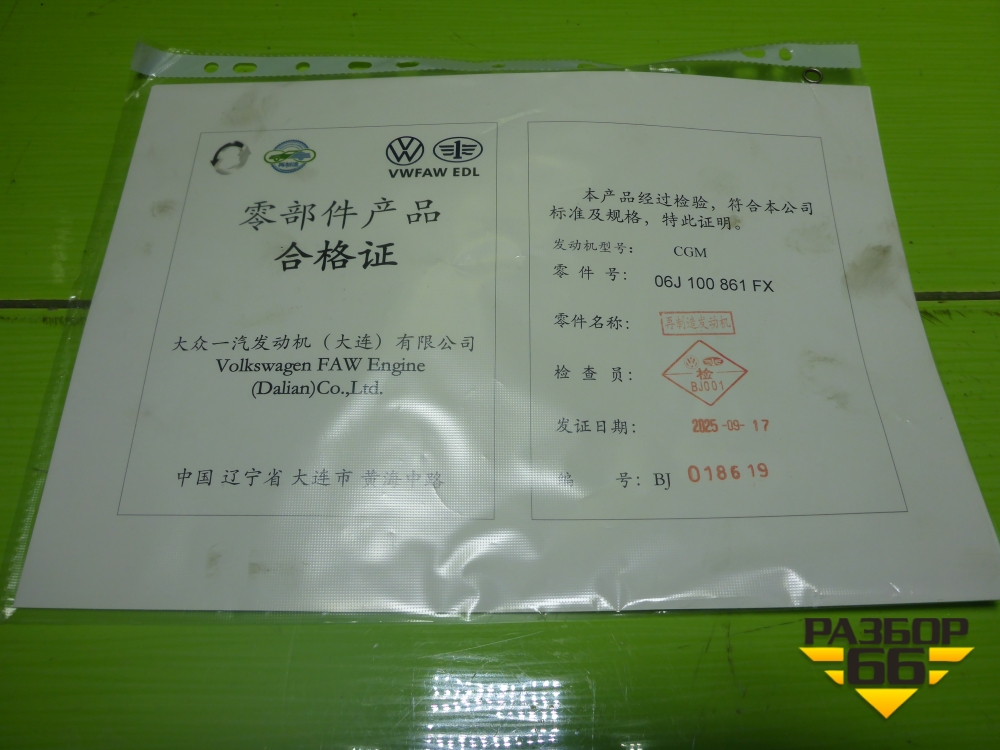 VWFAW EDL
零部件产品
合格证
大众一汽发动机（大连）有限公司
Volkswagen FAW Engine
(Dalian)Co.,Ltd.
中国 辽宁省 大连市 黄海中路
本产品经过检验，符合本公司
标准及规格，特此证明。
发动机型号： CGM
零 件 号： 06J 100 861 FX
零件名称： 再制造发动机
检 查 员： 检
BJ001
发证日期： 2025-09-17
编 号：BJ 018619
РАЗБОР
66